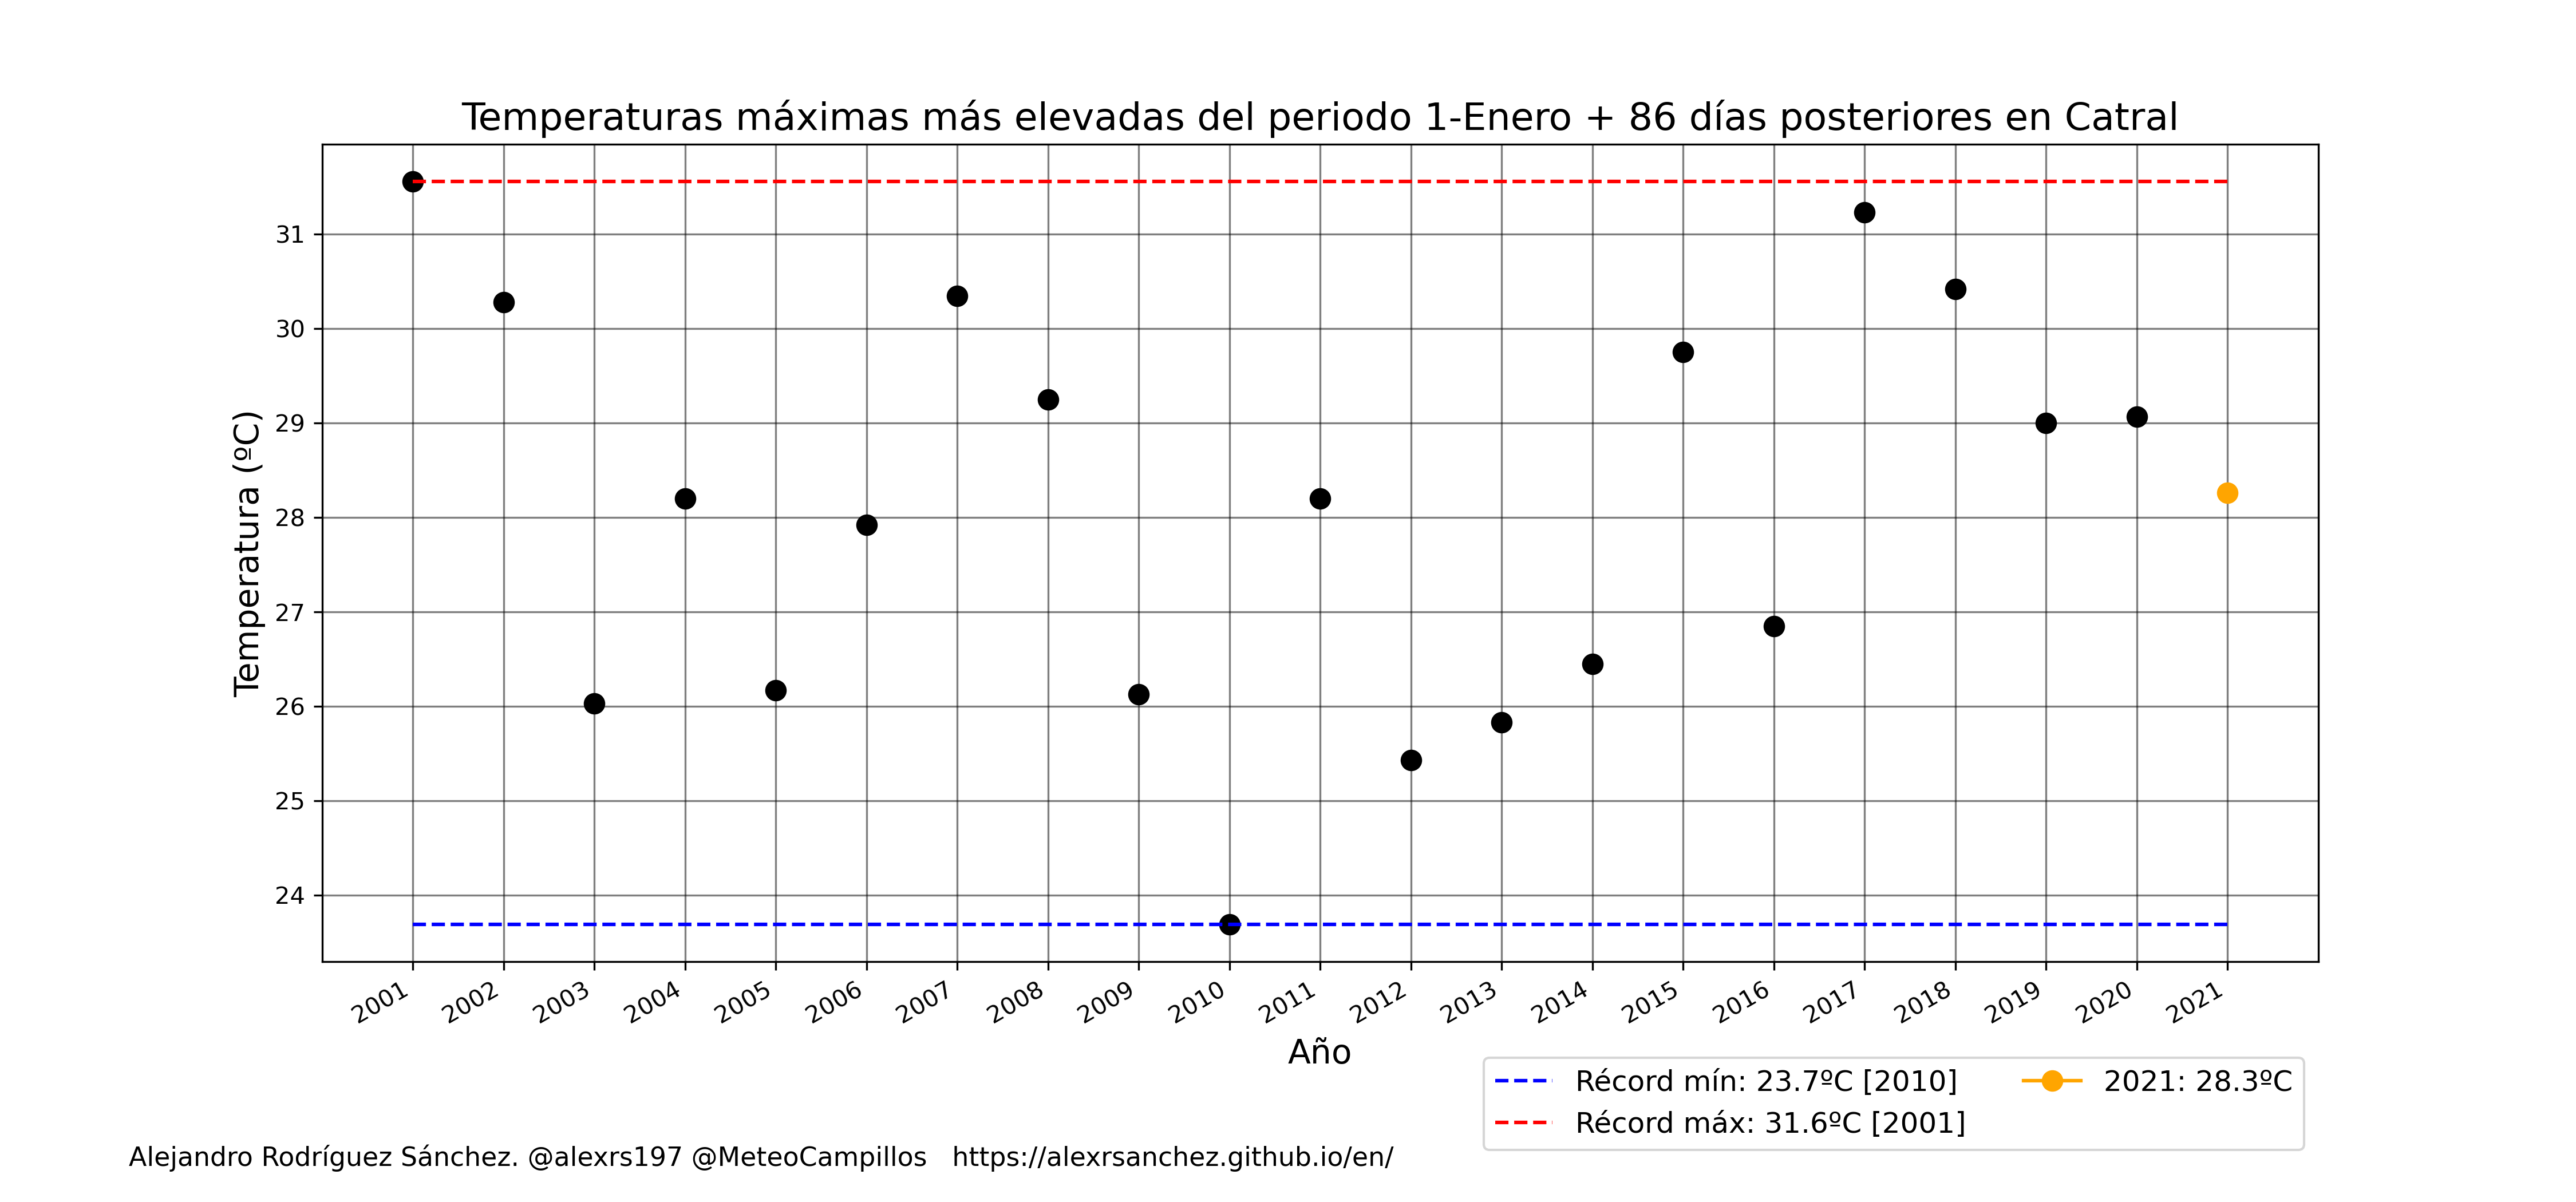 Temperaturas máximas más elevadas del periodo 1-Enero + 86 días posteriores en Catral
Temperatura (ºC)
31
30
29
28
27
26
25
24
2001 2002 2003 2004 2005 2006 2007 2008 2009 2010 2011 2012 2013 2014 2015 2016 2017 2018 2019 2020 2021
Año
Récord mín: 23.7ºC [2010]
Récord máx: 31.6ºC [2001]
2021: 28.3ºC
Alejandro Rodríguez Sánchez. @alexrs197 @MeteoCampillos https://alexrsanchez.github.io/en/